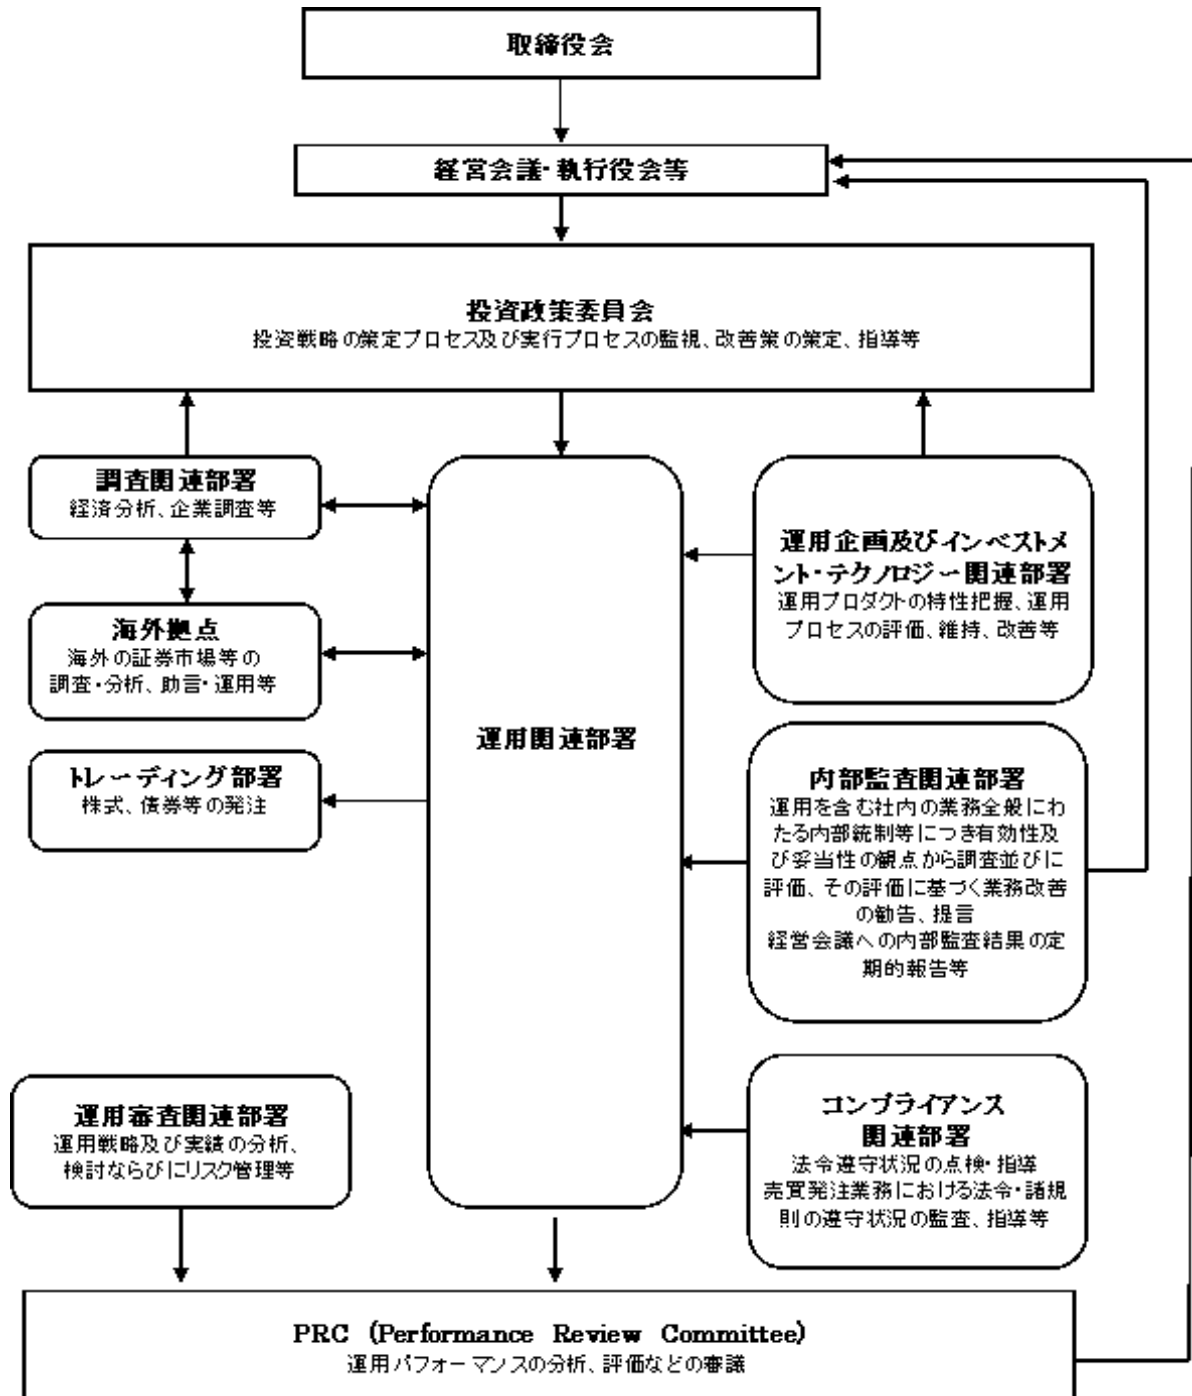 取締役会
経営会議・執行役会等
投資政策委員会
投資戦略の策定プロセス及び実行プロセスの監視、改善策の策定、指導等
調査関連部署
経済分析、企業調査等
海外拠点
海外の証券市場等の
調査・分析、助言・運用等
トレーディング部署
株式、債券等の発注
運用関連部署
運用企画及びインベストメ
ント・テクノロジー関連部署
運用プロダクトの特性把握、運用
プロセスの評価、維持、改善等
内部監査関連部署
運用を含む社内の業務全般にわ
たる内部統制等につき有効性及
び妥当性の観点から調査並びに
評価、その評価に基づく業務改善
の勧告、提言
経営会議への内部監査結果の定
期的報告等
運用審査関連部署
運用戦略及び実績の分析、
検討ならびにリスク管理等
コンプライアンス
関連部署
法令遵守状況の点検・指導
売買発注業務における法令・諸規
則の遵守状況の監査、指導等
PRC (Performance Review Committee)
運用パフォーマンスの分析、評価などの審議